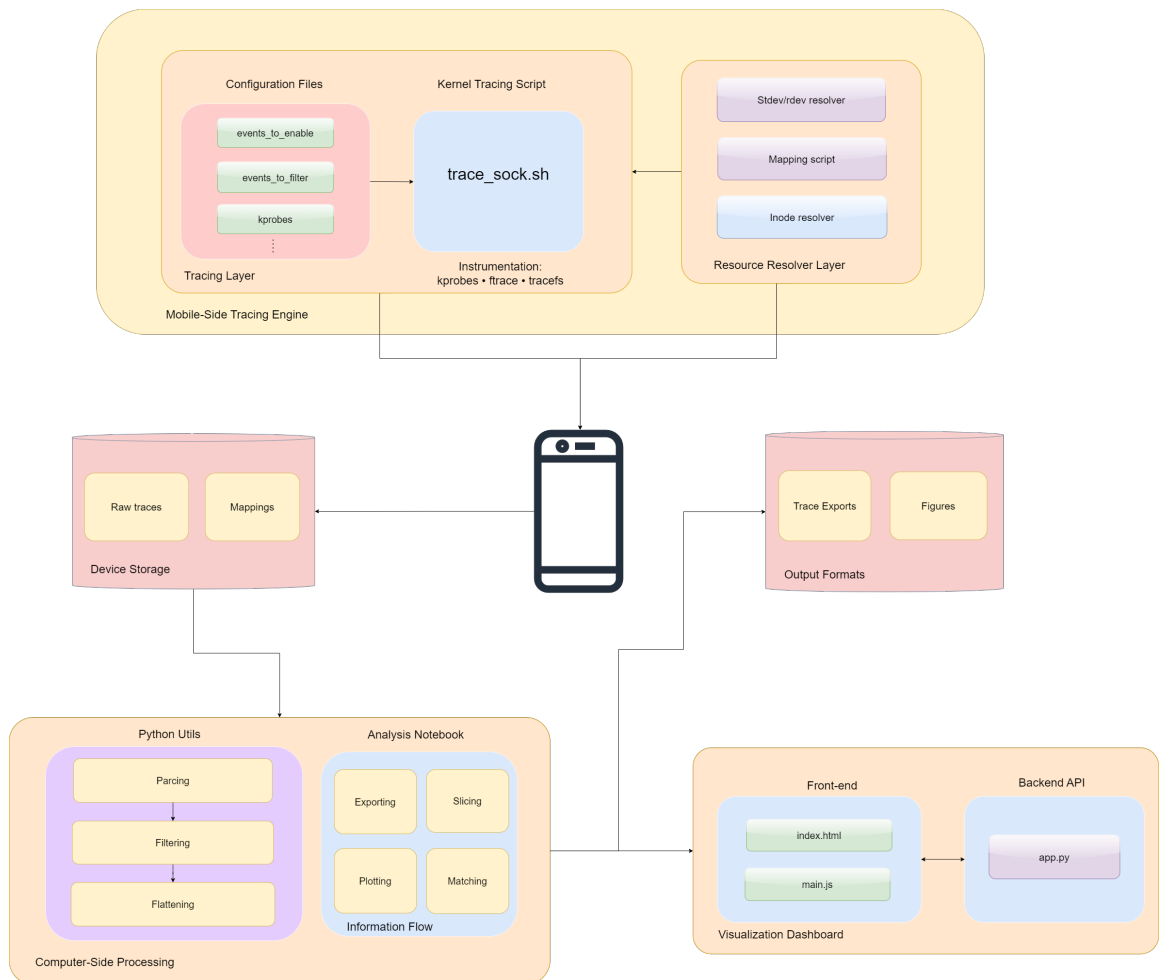 Configuration Files
Kernel Tracing Script
events_to_enable
events_to_filter
kprobes
trace_sock.sh
Instrumentation:
kprobes • ftrace • tracefs
Tracing Layer
Stdev/rdev resolver
Mapping script
Inode resolver
Resource Resolver Layer
Mobile-Side Tracing Engine
Raw traces
Mappings
Device Storage
Trace Exports
Figures
Output Formats
Python Utils
Parcing
Filtering
Flattening
Analysis Notebook
Exporting
Slicing
Plotting
Matching
Information Flow
Computer-Side Processing
Front-end
index.html
main.js
Backend API
app.py
Visualization Dashboard